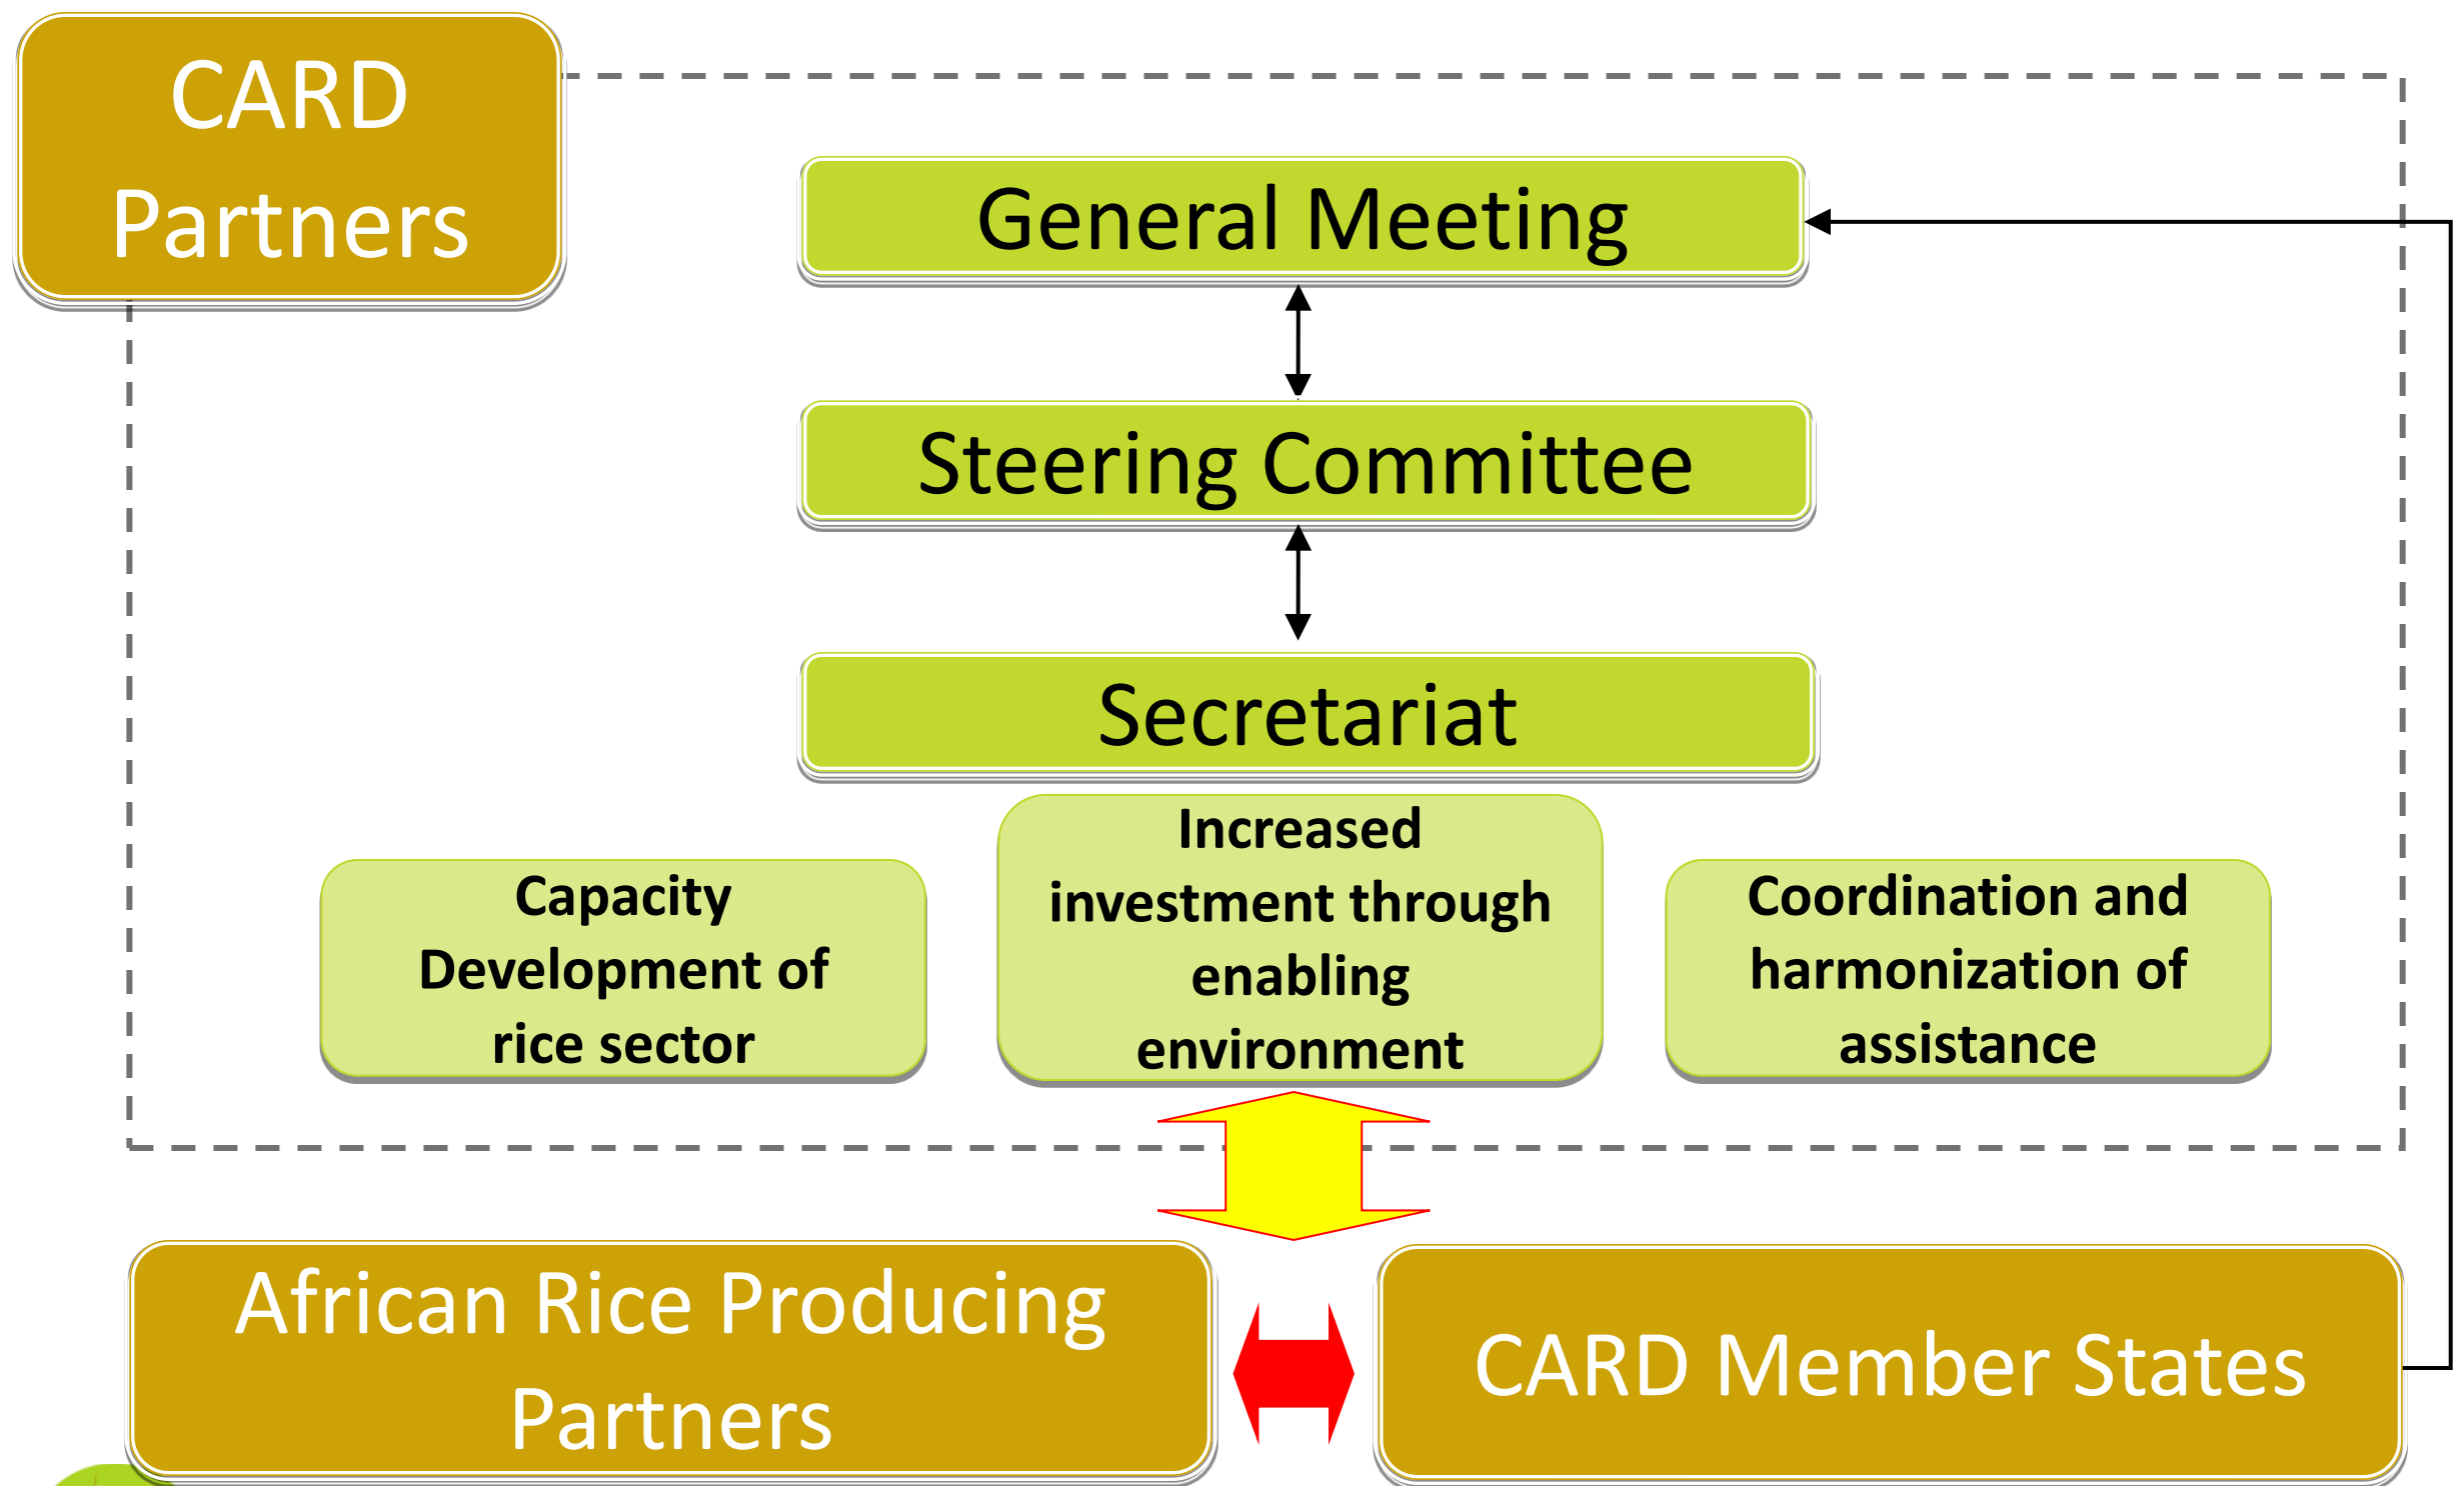 CARD
Partners
General Meeting
Steering Committee
Secretariat
Capacity
Development of
rice sector
Increased
investment through
enabling
environment
Coordination and
harmonization of
assistance
African Rice Producing
Partners
CARD Member States